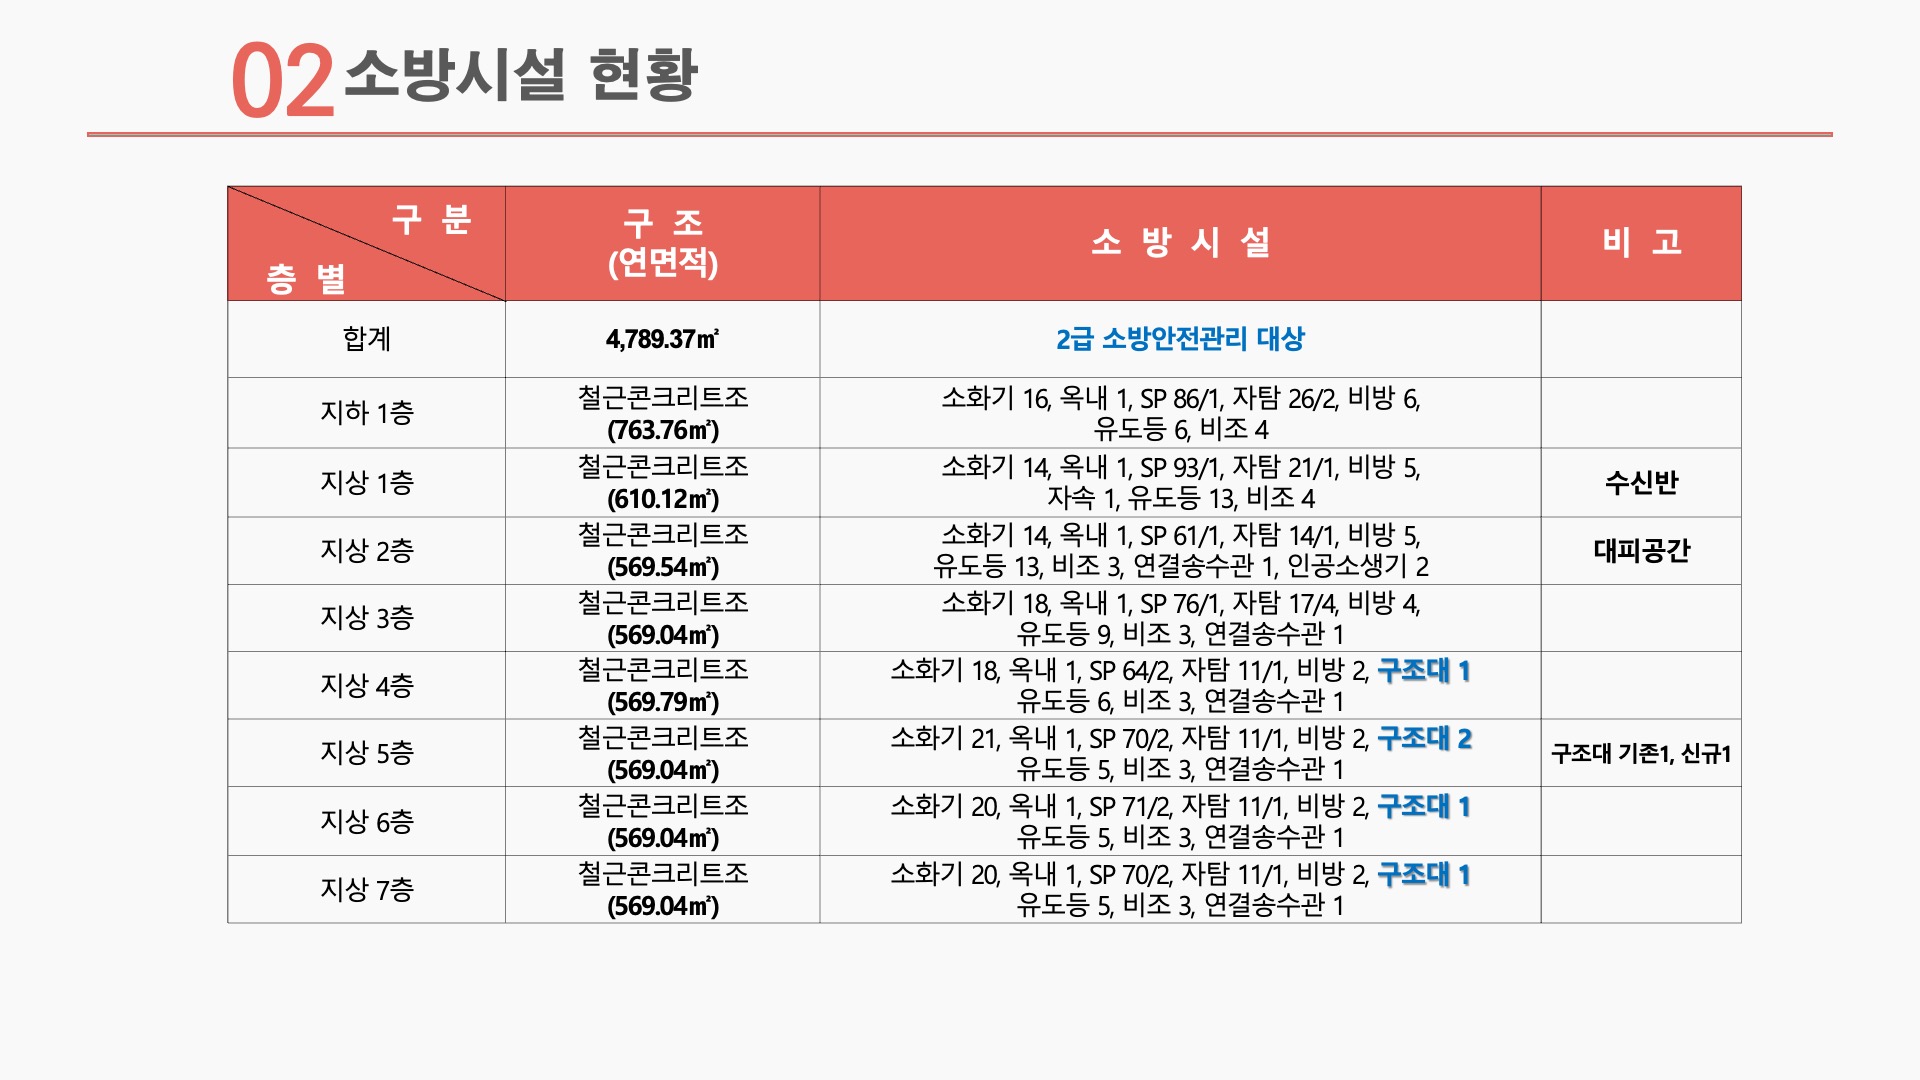 02 소방시설 현황
구 분
층 별
구 조
(연면적)
소 방 시 설
비 고
합계
4,789.37㎡
2급 소방안전관리 대상
지하 1층
철근콘크리트조
(763.76㎡)
소화기 16, 옥내 1, SP 86/1, 자탐 26/2, 비방 6,
유도등 6, 비조 4
지상 1층
철근콘크리트조
(610.12㎡)
소화기 14, 옥내 1, SP 93/1, 자탐 21/1, 비방 5,
자속 1, 유도등 13, 비조 4
수신반
지상 2층
철근콘크리트조
(569.54㎡)
소화기 14, 옥내 1, SP 61/1, 자탐 14/1, 비방 5,
유도등 13, 비조 3, 연결송수관 1, 인공소생기 2
대피공간
지상 3층
철근콘크리트조
(569.04㎡)
소화기 18, 옥내 1, SP 76/1, 자탐 17/4, 비방 4,
유도등 9, 비조 3, 연결송수관 1
지상 4층
철근콘크리트조
(569.79㎡)
소화기 18, 옥내 1, SP 64/2, 자탐 11/1, 비방 2, 구조대 1
유도등 6, 비조 3, 연결송수관 1
지상 5층
철근콘크리트조
(569.04㎡)
소화기 21, 옥내 1, SP 70/2, 자탐 11/1, 비방 2, 구조대 2
유도등 5, 비조 3, 연결송수관 1
구조대 기존1, 신규1
지상 6층
철근콘크리트조
(569.04㎡)
소화기 20, 옥내 1, SP 71/2, 자탐 11/1, 비방 2, 구조대 1
유도등 5, 비조 3, 연결송수관 1
지상 7층
철근콘크리트조
(569.04㎡)
소화기 20, 옥내 1, SP 70/2, 자탐 11/1, 비방 2, 구조대 1
유도등 5, 비조 3, 연결송수관 1